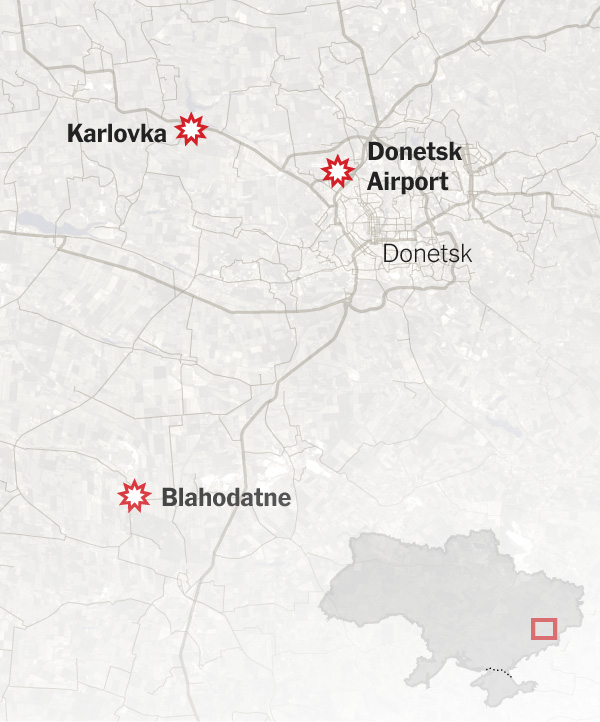 Karlovka
Donetsk
Airport
Donetsk
Blahodatne